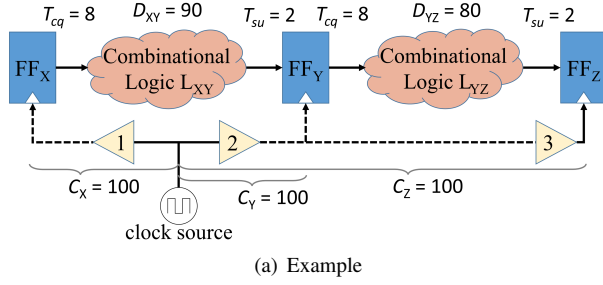 T_cq = 8 D_XY = 90 T_su = 2 T_cq = 8 D_YZ = 80 T_su = 2
FF_X Combinational Logic L_XY FF_Y Combinational Logic L_YZ FF_Z
1 2 3
C_X = 100 C_Y = 100 C_Z = 100
clock source
(a) Example